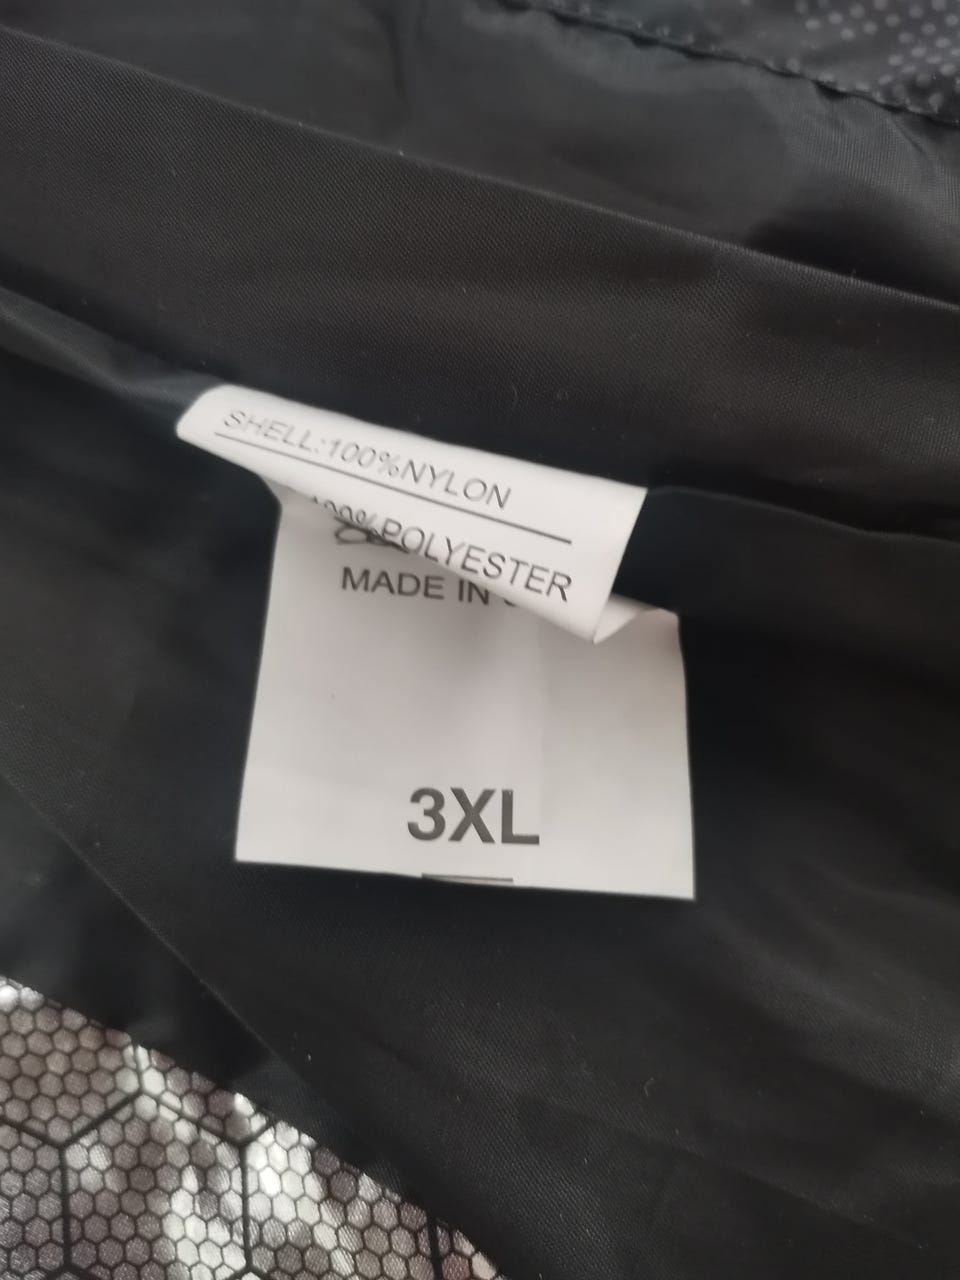 SHELL:100%NYLON
100%POLYESTER
MADE IN
3XL